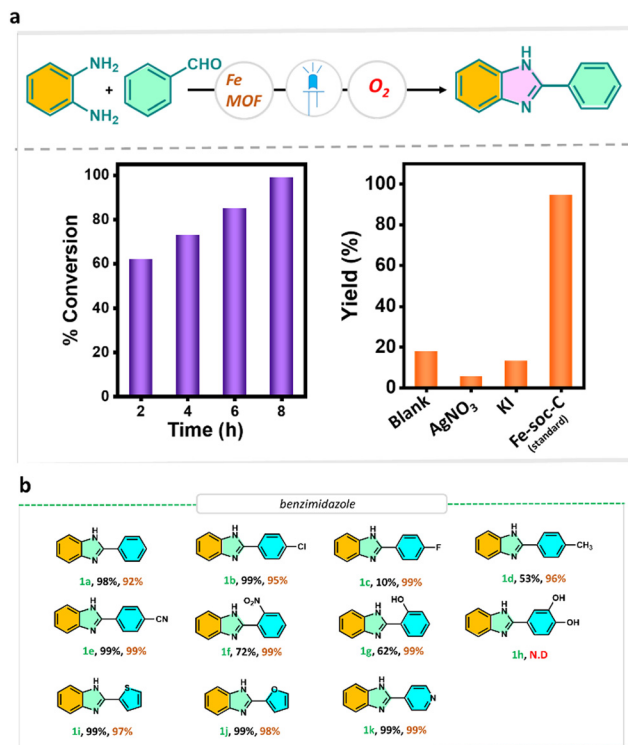 a
NH₂
NH₂
+
CHO
Fe
MOF
O₂
H
N
N
% Conversion
100
80
60
40
20
0
2 4 6 8
Time (h)
Yield (%)
100
80
60
40
20
0
Blank
AgNO₃
KI
Fe-soc-C
(standard)
b
benzimidazole
H
N
N
1a, 98%, 92%
H
N
N
Cl
1b, 99%, 95%
H
N
N
F
1c, 10%, 99%
H
N
N
CH₃
1d, 53%, 96%
H
N
N
CN
1e, 99%, 99%
H
N
N
NO₂
1f, 72%, 99%
H
N
N
HO
1g, 62%, 99%
H
N
N
OH
OH
1h, N.D
H
N
N
S
1i, 99%, 97%
H
N
N
O
1j, 99%, 98%
H
N
N
N
1k, 99%, 99%